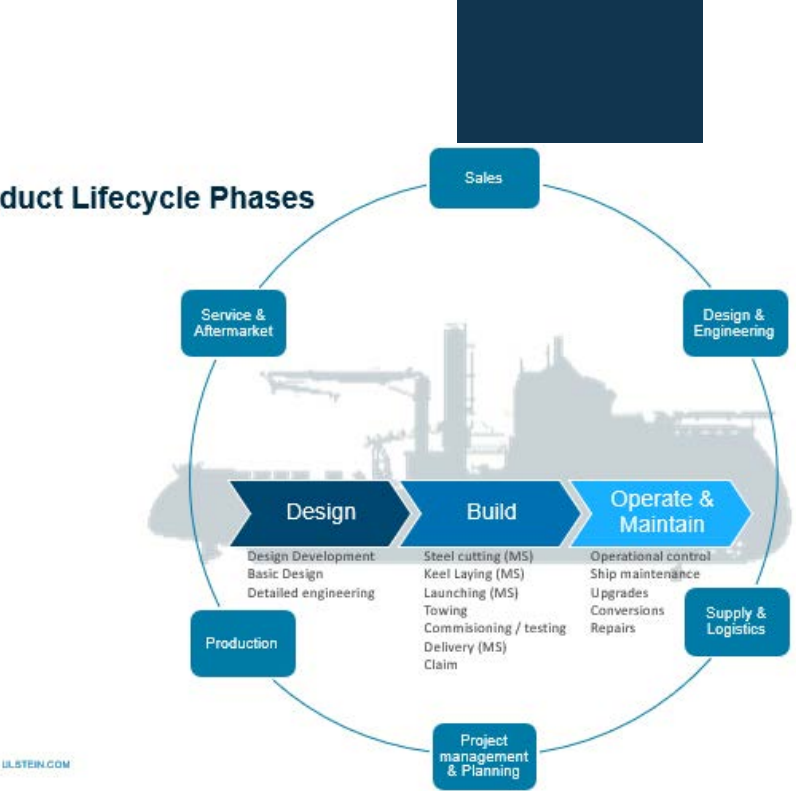 Sales
duct Lifecycle Phases
Service &
Aftermarket
Design &
Engineering
Design
Build
Operate &
Maintain
Design Development
Basic Design
Detailed engineering
Steel cutting (MS)
Keel Laying (MS)
Launching (MS)
Towing
Commisioning / testing
Delivery (MS)
Claim
Operational control
Ship maintenance
Upgrades
Conversions
Repairs
Supply &
Logistics
Production
Project
management
& Planning
ULSTEIN.COM